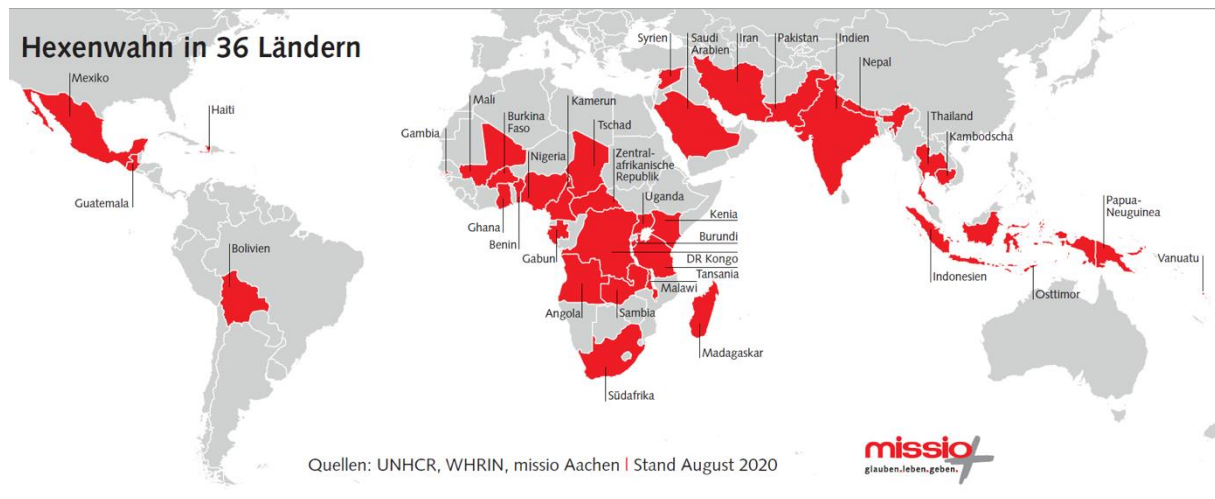 Hexenwahn in 36 Ländern
Mexiko
Haiti
Guatemala
Bolivien
Gambia
Mali
Burkina
Faso
Nigeria
Kamerun
Tschad
Zentral-
afrikanische
Republik
Uganda
Kenia
Burundi
DR Kongo
Tansania
Malawi
Ghana
Benin
Gabun
Angola
Sambia
Madagaskar
Südafrika
Syrien
Saudi
Arabien
Iran
Pakistan
Indien
Nepal
Thailand
Kambodscha
Papua-
Neuguinea
Vanuatu
Indonesien
Osttimor
Quellen: UNHCR, WHRIN, missio Aachen | Stand August 2020
missio
glauben.leben.geben.